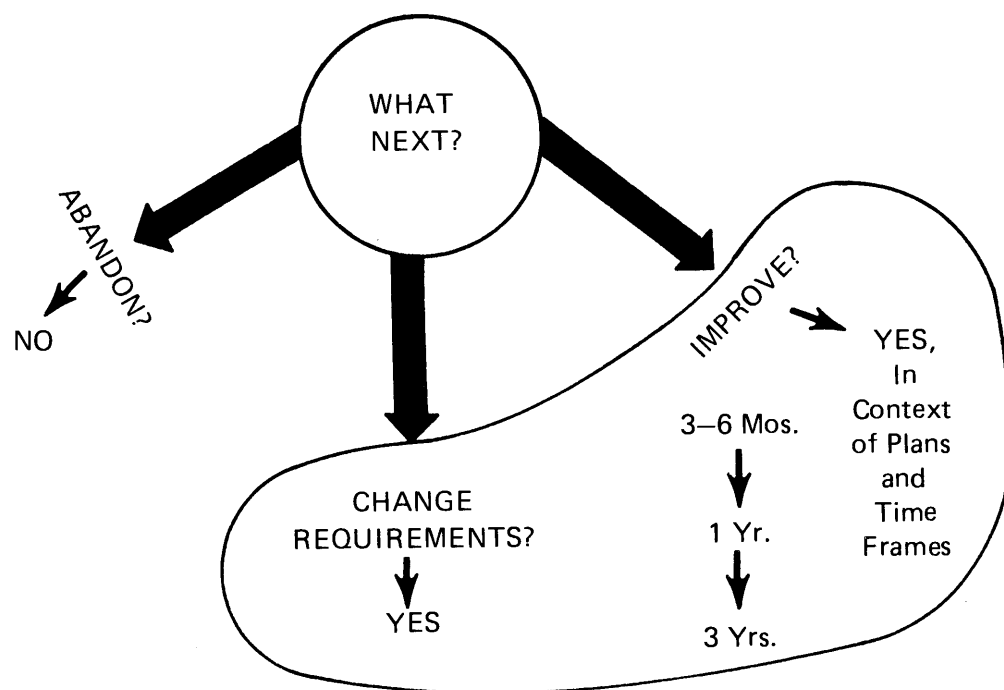 WHAT
NEXT?
ABANDON?
NO
CHANGE
REQUIREMENTS?
YES
IMPROVE?
YES,
In
Context
of Plans
and
Time
Frames
3–6 Mos.
1 Yr.
3 Yrs.